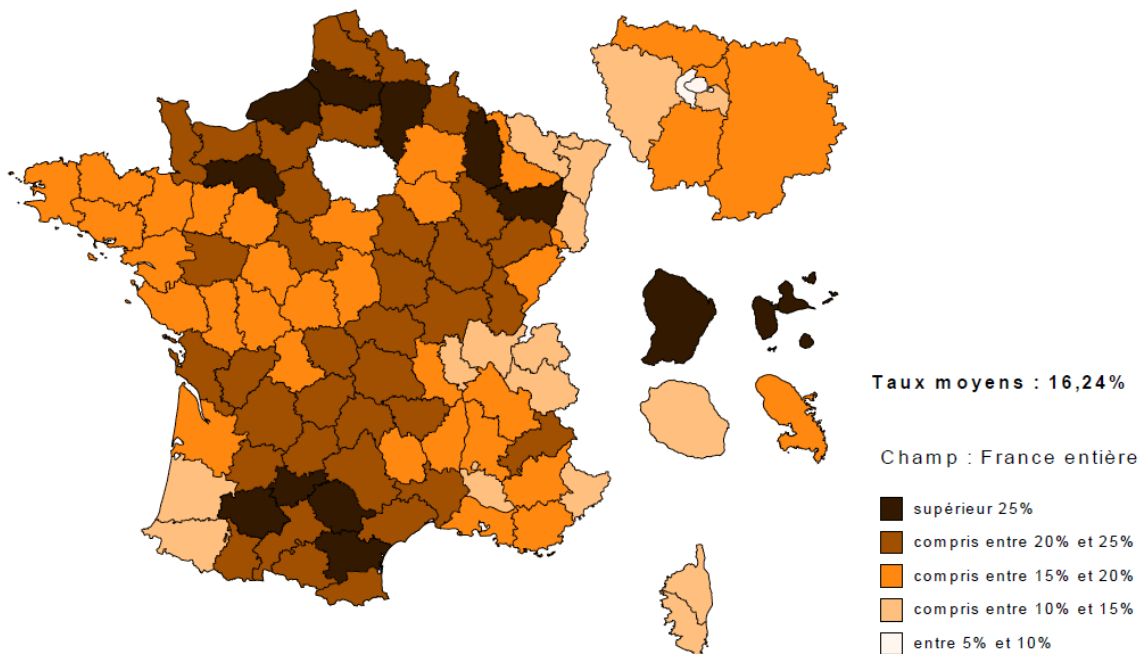 Taux moyens : 16,24%
Champ : France entière
supérieur 25%
compris entre 20% et 25%
compris entre 15% et 20%
compris entre 10% et 15%
entre 5% et 10%